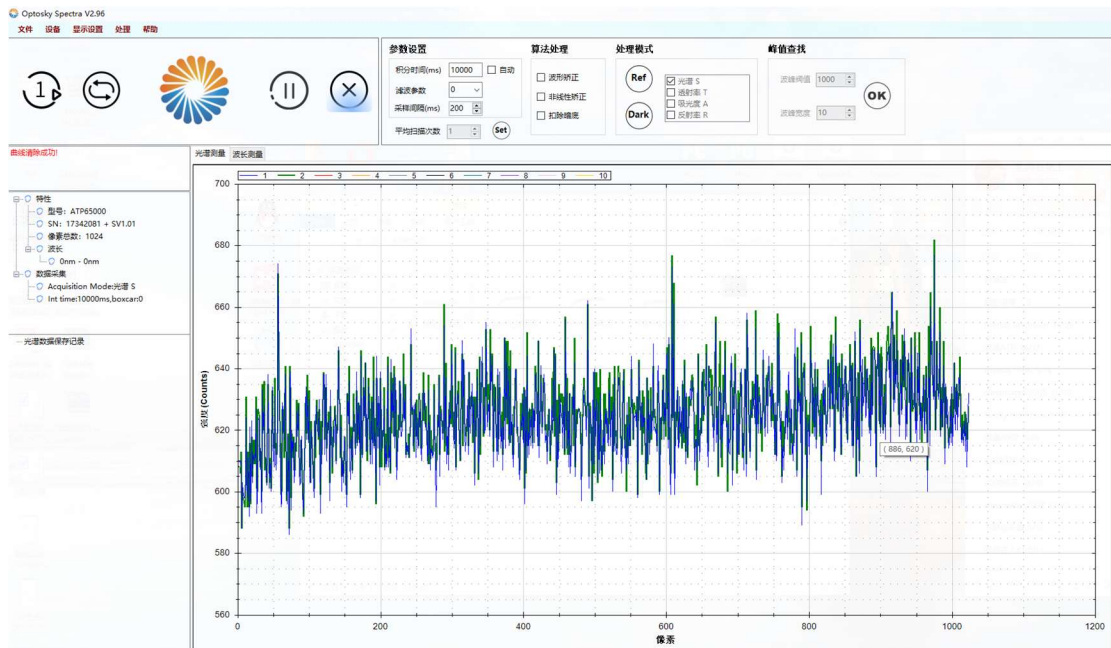 Optosky Spectra V2.96
文件 设备 显示设置 处理 帮助
1
参数设置
积分时间(ms) 10000 自动
滤波参数 0
采样间隔(ms) 200
平均扫描次数 1 Set
算法处理
波形矫正
非线性矫正
扣除暗底
处理模式
Ref
Dark
光谱 S
透射率 T
吸光度 A
反射率 R
峰值查找
波峰阈值 1000
波峰宽度 10
OK
曲线清除成功!
特性
型号: ATP65000
SN: 17342081 + SV1.01
像素总数: 1024
波长
0nm - 0nm
数据采集
Acquisition Mode:光谱 S
Int time:10000ms,boxcar:0
光谱数据保存记录
光谱测量 波长测量
1 2 3 4 5 6 7 8 9 10
强度 (Counts)
700
680
660
640
620
600
580
560
( 886, 620 )
0 200 400 600 800 1000 1200
像素